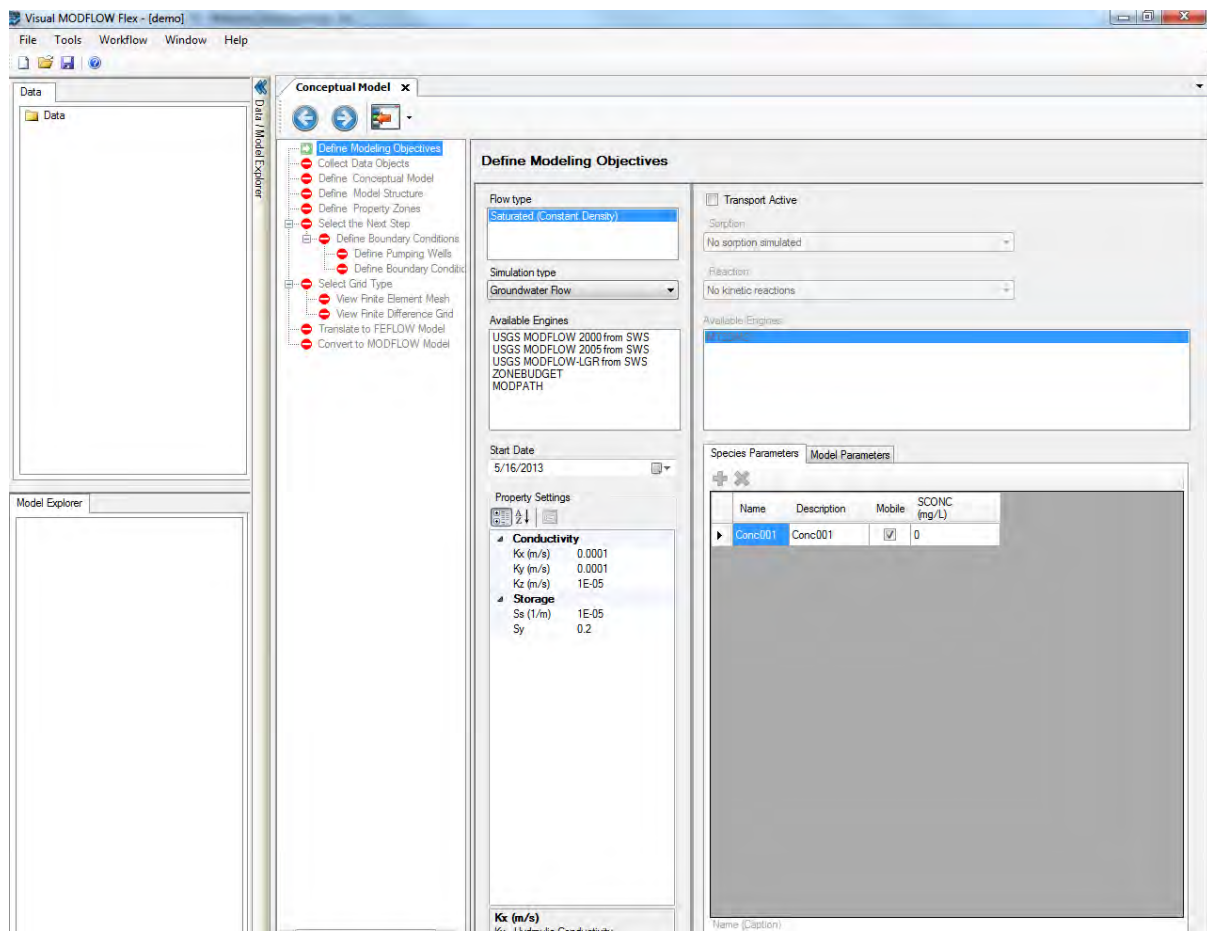 Visual MODFLOW Flex - [demo]
File Tools Workflow Window Help
Data
Data
Data / Model Explorer
Model Explorer
Conceptual Model x
Define Modeling Objectives
Collect Data Objects
Define Conceptual Model
Define Model Structure
Define Property Zones
Select the Next Step
Define Boundary Conditions
Define Pumping Wells
Define Boundary Conditic
Select Grid Type
View Finite Element Mesh
View Finite Difference Grid
Translate to FEFLOW Model
Convert to MODFLOW Model
Define Modeling Objectives
Flow type
Saturated (Constant Density)
Simulation type
Groundwater Flow
Available Engines
USGS MODFLOW 2000 from SWS
USGS MODFLOW 2005 from SWS
USGS MODFLOW-LGR from SWS
ZONEBUDGET
MODPATH
Start Date
5/16/2013
Property Settings
Conductivity
Kx (m/s) 0.0001
Ky (m/s) 0.0001
Kz (m/s) 1E-05
Storage
Ss (1/m) 1E-05
Sy 0.2
Kx (m/s)
Transport Active
Sorption
No sorption simulated
Reaction
No kinetic reactions
Available Engines
Species Parameters Model Parameters
Name Description Mobile SCONC (mg/L)
Conc001 Conc001 0
Name (Caption)